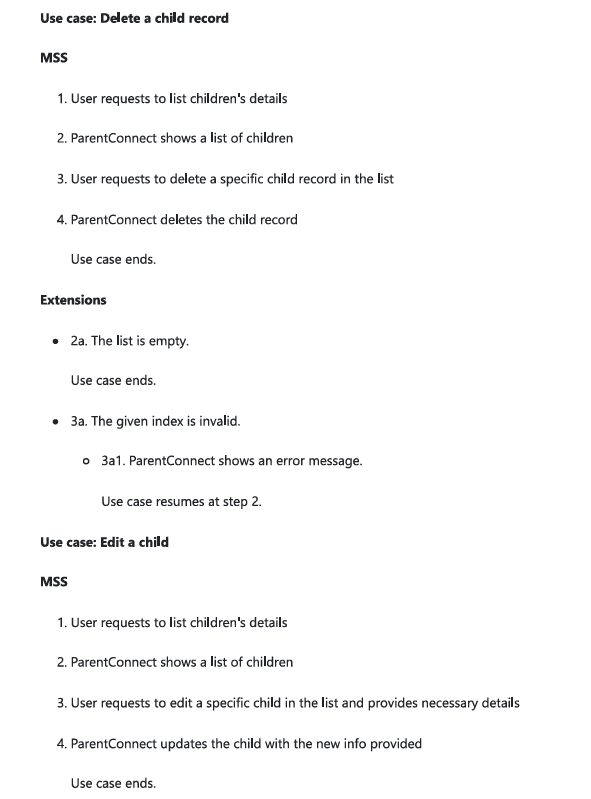 Use case: Delete a child record
MSS
1. User requests to list children's details
2. ParentConnect shows a list of children
3. User requests to delete a specific child record in the list
4. ParentConnect deletes the child record
Use case ends.
Extensions
• 2a. The list is empty.
Use case ends.
• 3a. The given index is invalid.
○ 3a1. ParentConnect shows an error message.
Use case resumes at step 2.
Use case: Edit a child
MSS
1. User requests to list children's details
2. ParentConnect shows a list of children
3. User requests to edit a specific child in the list and provides necessary details
4. ParentConnect updates the child with the new info provided
Use case ends.